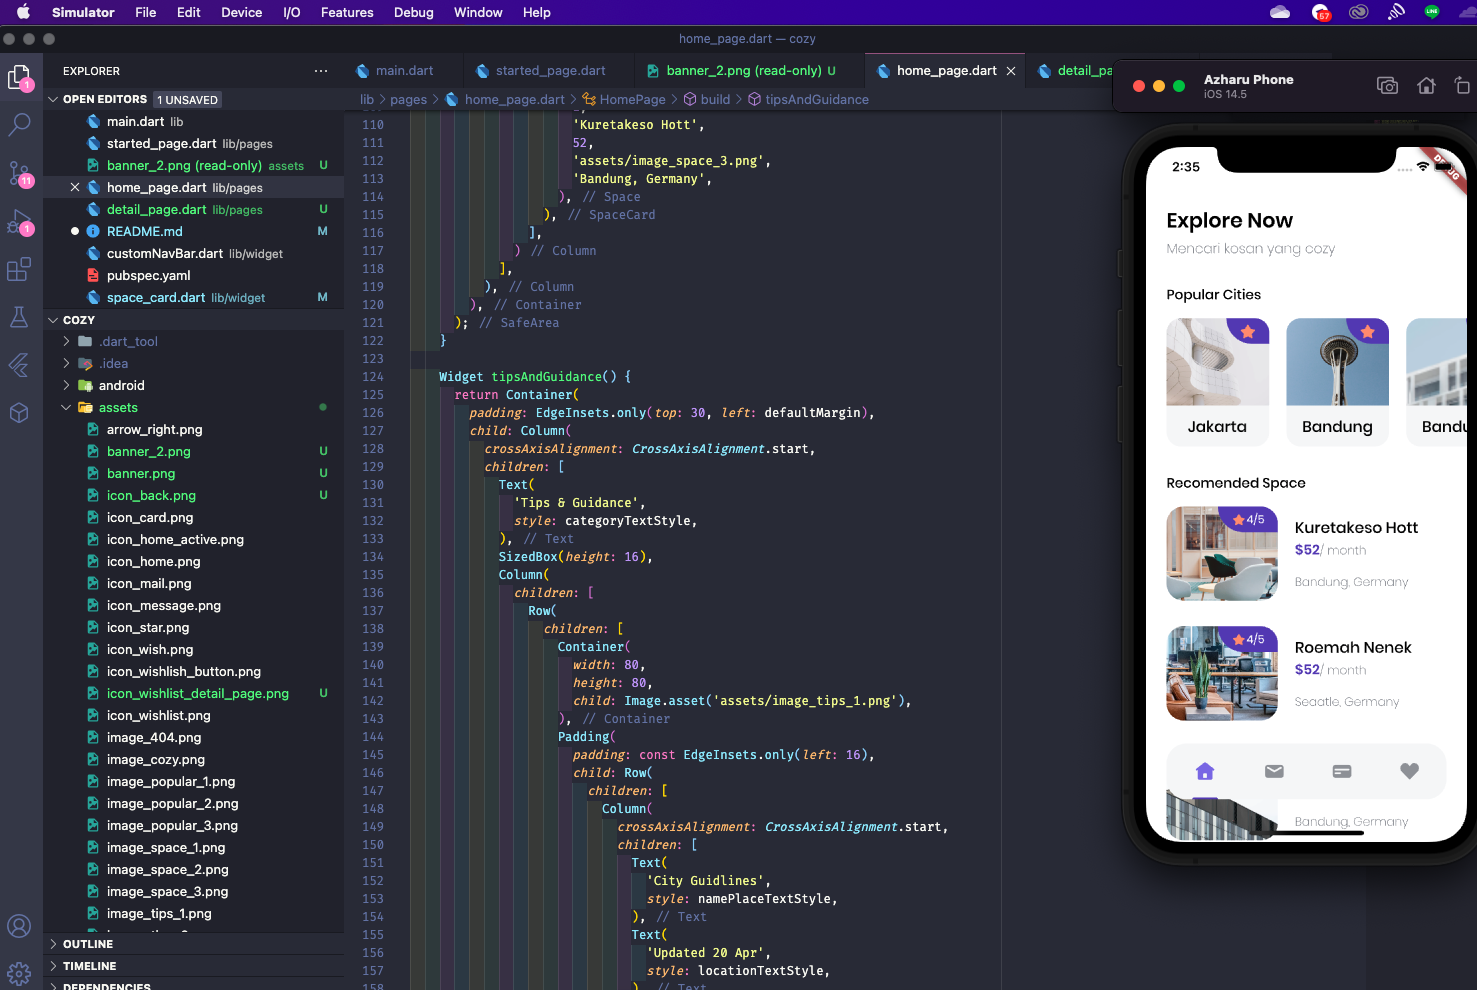 Simulator File Edit Device I/O Features Debug Window Help
57
LINE
home_page.dart — cozy
EXPLORER
main.dart
started_page.dart
banner_2.png (read-only) U
home_page.dart
detail_pa
OPEN EDITORS 1 UNSAVED
lib > pages > home_page.dart > HomePage > build > tipsAndGuidance
main.dart lib
started_page.dart lib/pages
banner_2.png (read-only) assets U
home_page.dart lib/pages
detail_page.dart lib/pages U
README.md M
customNavBar.dart lib/widget
pubspec.yaml
space_card.dart lib/widget M
1
11
1
COZY
.dart_tool
.idea
android
assets
arrow_right.png
banner_2.png U
banner.png U
icon_back.png U
icon_card.png
icon_home_active.png
icon_home.png
icon_mail.png
icon_message.png
icon_star.png
icon_wish.png
icon_wishlish_button.png
icon_wishlist_detail_page.png U
icon_wishlist.png
image_404.png
image_cozy.png
image_popular_1.png
image_popular_2.png
image_popular_3.png
image_space_1.png
image_space_2.png
image_space_3.png
image_tips_1.png
OUTLINE
TIMELINE
DEPENDENCIES
110 'Kuretakeso Hott',
111 52,
112 'assets/image_space_3.png',
113 'Bandung, Germany',
114 ), // Space
115 ), // SpaceCard
116 ],
117 ) // Column
118 ],
119 ), // Column
120 ), // Container
121 ); // SafeArea
122 }
123
124 Widget tipsAndGuidance() {
125 return Container(
126 padding: EdgeInsets.only(top: 30, left: defaultMargin),
127 child: Column(
128 crossAxisAlignment: CrossAxisAlignment.start,
129 children: [
130 Text(
131 'Tips & Guidance',
132 style: categoryTextStyle,
133 ), // Text
134 SizedBox(height: 16),
135 Column(
136 children: [
137 Row(
138 children: [
139 Container(
140 width: 80,
141 height: 80,
142 child: Image.asset('assets/image_tips_1.png'),
143 ), // Container
144 Padding(
145 padding: const EdgeInsets.only(left: 16),
146 child: Row(
147 children: [
148 Column(
149 crossAxisAlignment: CrossAxisAlignment.start,
150 children: [
151 Text(
152 'City Guidlines',
153 style: namePlaceTextStyle,
154 ), // Text
155 Text(
156 'Updated 20 Apr',
157 style: locationTextStyle,
158 ), // Text
Azharu Phone
iOS 14.5
2:35
DEBUG
Explore Now
Mencari kosan yang cozy
Popular Cities
Jakarta
Bandung
Bandu
Recomended Space
4/5
Kuretakeso Hott
$52/ month
Bandung, Germany
4/5
Roemah Nenek
$52/ month
Seaatle, Germany
Bandung, Germany